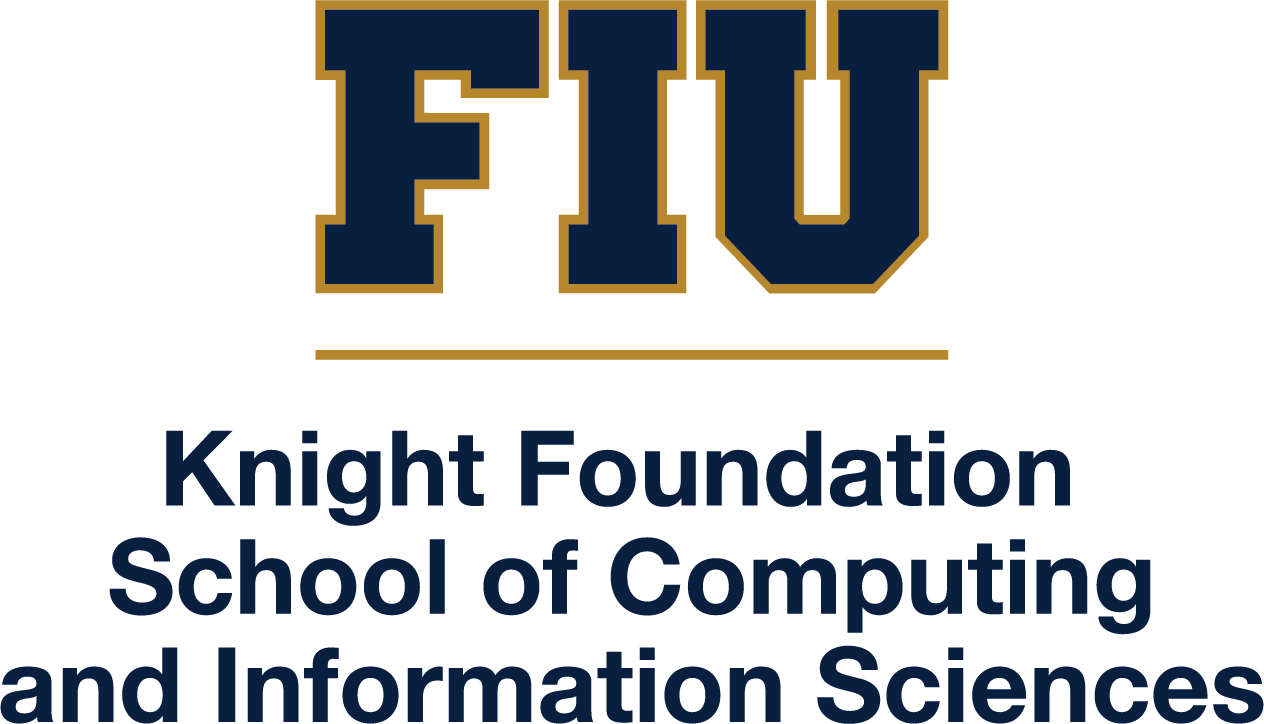 FIU
Knight Foundation
School of Computing
and Information Sciences